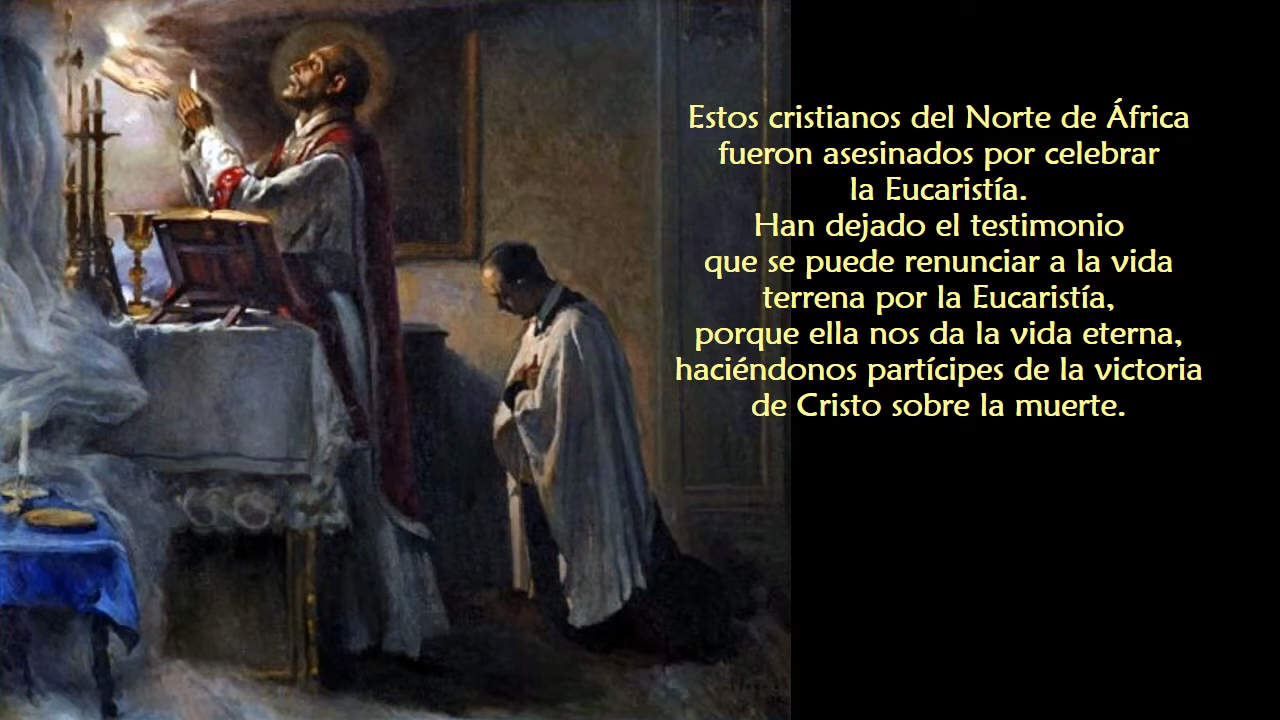 Estos cristianos del Norte de África
fueron asesinados por celebrar
la Eucaristía.
Han dejado el testimonio
que se puede renunciar a la vida
terrena por la Eucaristía,
porque ella nos da la vida eterna,
haciéndonos partícipes de la victoria
de Cristo sobre la muerte.